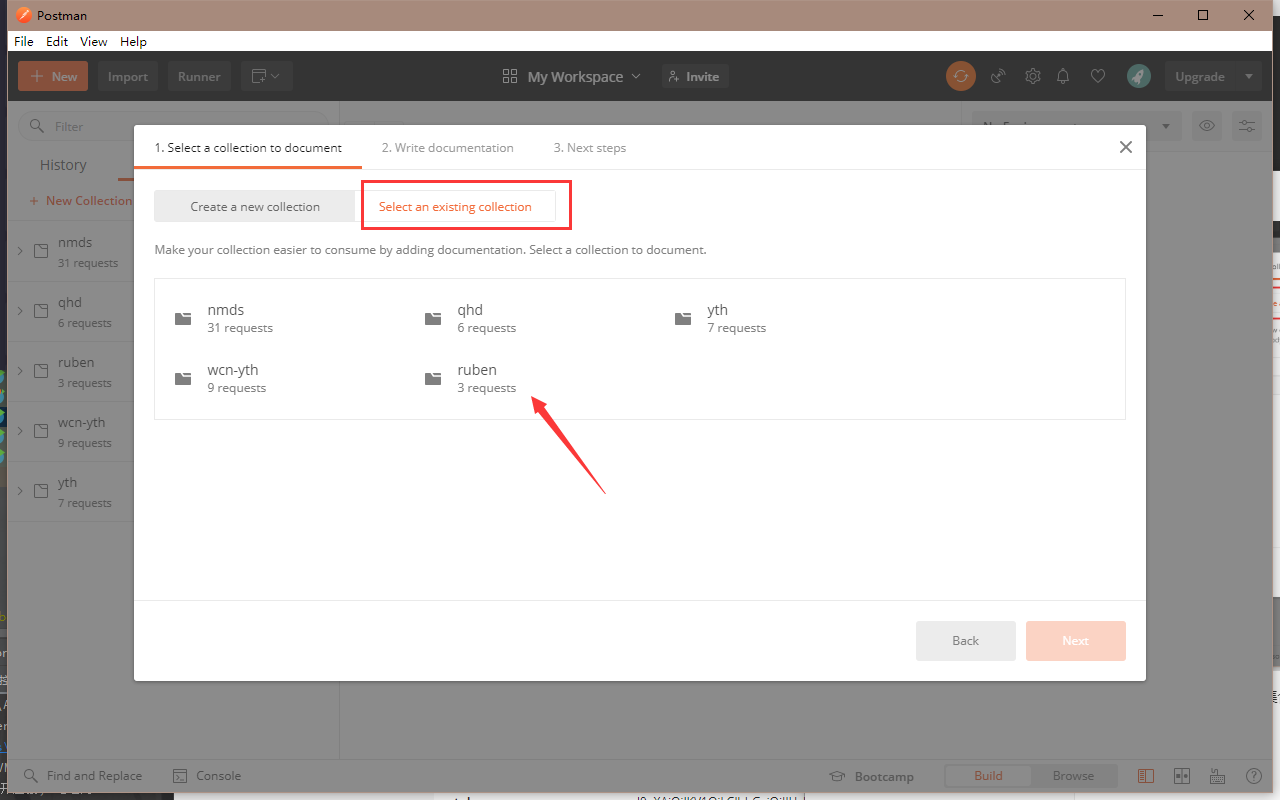 Postman
File Edit View Help
New Import Runner My Workspace Invite Upgrade
Filter
History
+ New Collection
nmds
31 requests
qhd
6 requests
ruben
3 requests
wcn-yth
9 requests
yth
7 requests
1. Select a collection to document 2. Write documentation 3. Next steps
Create a new collection Select an existing collection
Make your collection easier to consume by adding documentation. Select a collection to document.
nmds qhd yth
31 requests 6 requests 7 requests
wcn-yth ruben
9 requests 3 requests
Back Next
Find and Replace Console Bootcamp Build Browse